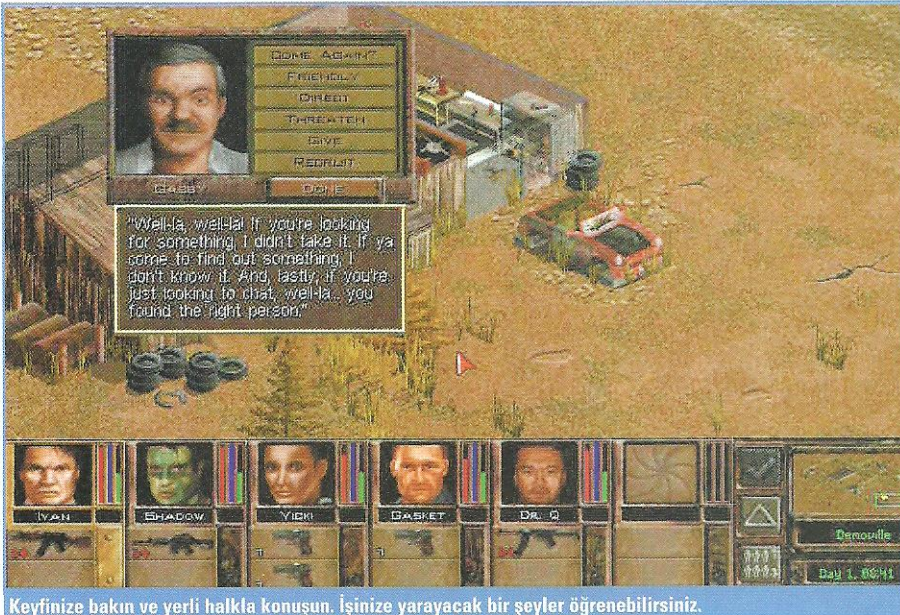 COME AGAIN?
FRIENDLY
DIRECT
THREATEN
GIVE
RECRUIT
GABBY DONE
"Well-la, well-la! If you're looking
for something, I didn't take it. If ya
come to find out something, I
don't know it. And, lastly, if you're
just looking to chat, well-la... you
found the right person."
IVAN SHADOW VICKI GASKET DR. Q
Demoville
Day 1, 08:41
Keyfinize bakın ve yerli halkla konuşun. İşinize yarayacak bir şeyler öğrenebilirsiniz.